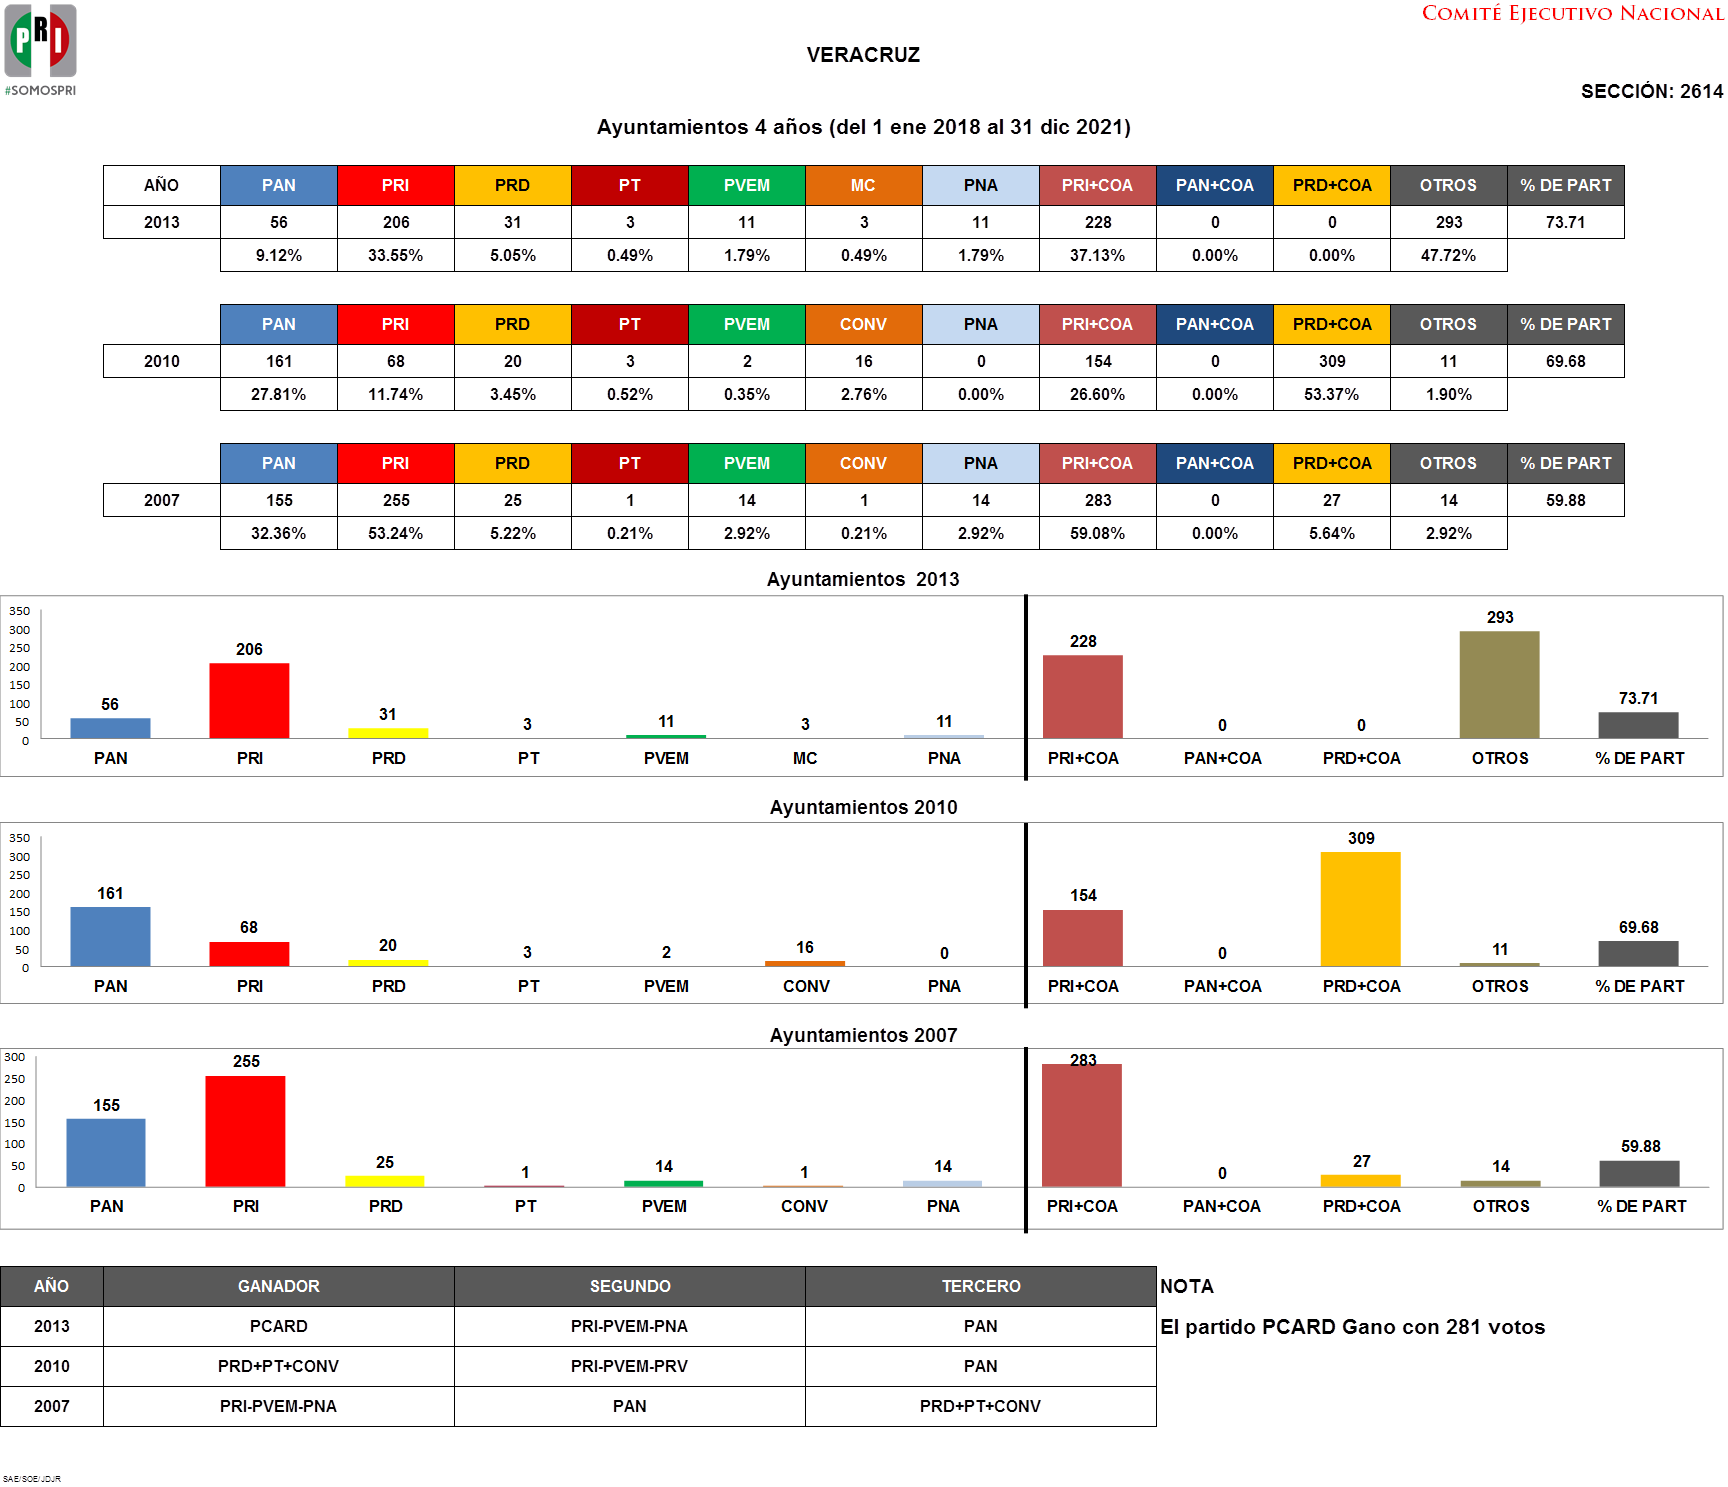 COMITÉ EJECUTIVO NACIONAL
PRI
#SOMOSPRI
VERACRUZ
SECCIÓN: 2614
Ayuntamientos 4 años (del 1 ene 2018 al 31 dic 2021)
AÑO PAN PRI PRD PT PVEM MC PNA PRI+COA PAN+COA PRD+COA OTROS % DE PART
2013 56 206 31 3 11 3 11 228 0 0 293 73.71
9.12% 33.55% 5.05% 0.49% 1.79% 0.49% 1.79% 37.13% 0.00% 0.00% 47.72%
PAN PRI PRD PT PVEM CONV PNA PRI+COA PAN+COA PRD+COA OTROS % DE PART
2010 161 68 20 3 2 16 0 154 0 309 11 69.68
27.81% 11.74% 3.45% 0.52% 0.35% 2.76% 0.00% 26.60% 0.00% 53.37% 1.90%
PAN PRI PRD PT PVEM CONV PNA PRI+COA PAN+COA PRD+COA OTROS % DE PART
2007 155 255 25 1 14 1 14 283 0 27 14 59.88
32.36% 53.24% 5.22% 0.21% 2.92% 0.21% 2.92% 59.08% 0.00% 5.64% 2.92%
Ayuntamientos 2013
350
300
250
200
150
100
50
0
56 206 31 3 11 3 11 228 0 0 293 73.71
PAN PRI PRD PT PVEM MC PNA PRI+COA PAN+COA PRD+COA OTROS % DE PART
Ayuntamientos 2010
350
300
250
200
150
100
50
0
161 68 20 3 2 16 0 154 0 309 11 69.68
PAN PRI PRD PT PVEM CONV PNA PRI+COA PAN+COA PRD+COA OTROS % DE PART
Ayuntamientos 2007
300
250
200
150
100
50
0
155 255 25 1 14 1 14 283 0 27 14 59.88
PAN PRI PRD PT PVEM CONV PNA PRI+COA PAN+COA PRD+COA OTROS % DE PART
AÑO GANADOR SEGUNDO TERCERO NOTA
2013 PCARD PRI-PVEM-PNA PAN El partido PCARD Gano con 281 votos
2010 PRD+PT+CONV PRI-PVEM-PRV PAN
2007 PRI-PVEM-PNA PAN PRD+PT+CONV
SAE/SOE/JDJR